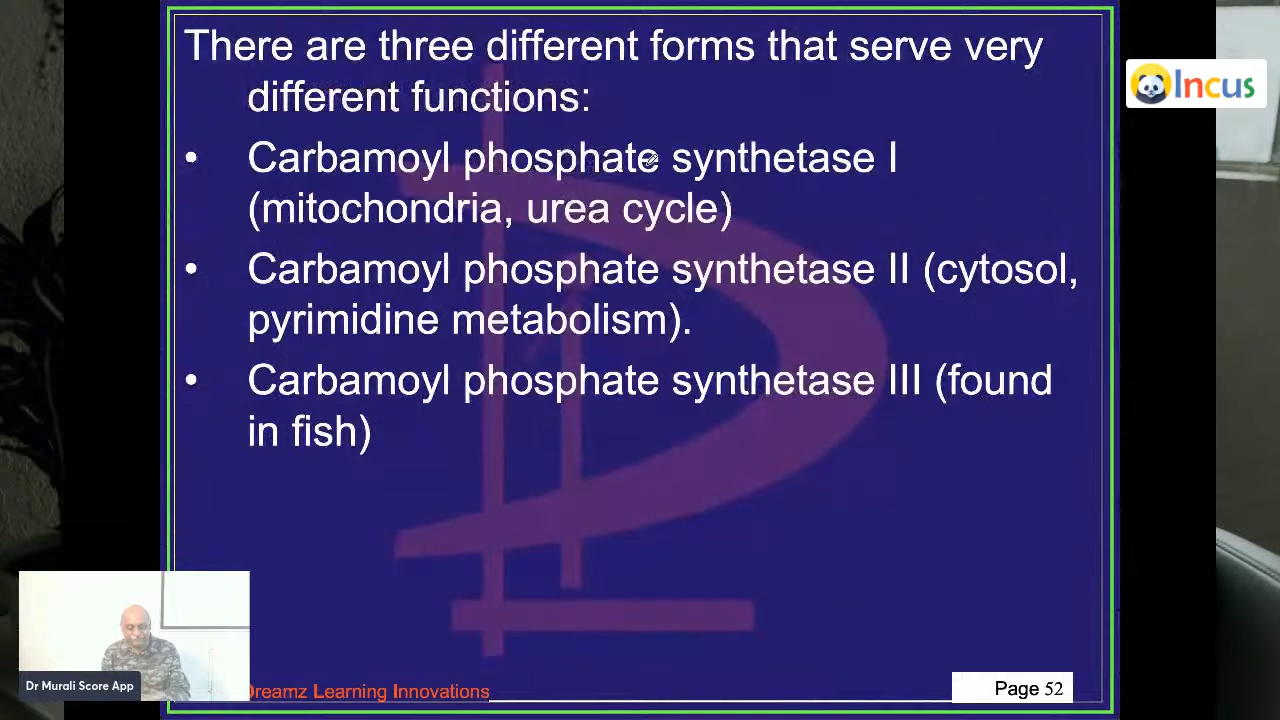 There are three different forms that serve very
different functions:
• Carbamoyl phosphate synthetase I
(mitochondria, urea cycle)
• Carbamoyl phosphate synthetase II (cytosol,
pyrimidine metabolism).
• Carbamoyl phosphate synthetase III (found
in fish)
Incus
Dr Murali Score App
Dreamz Learning Innovations
Page 52